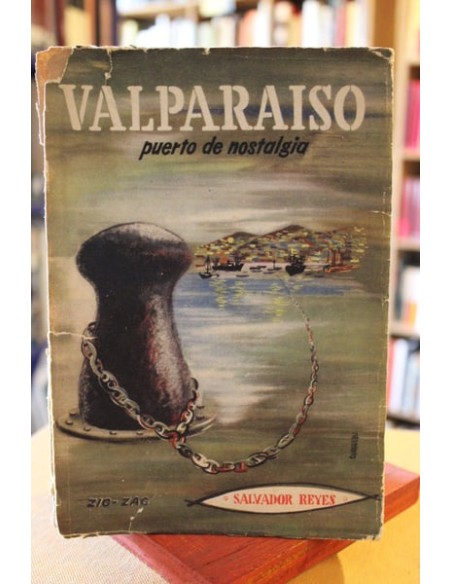 VALPARAISO
puerto de nostalgia
ZIG-ZAG
SALVADOR REYES